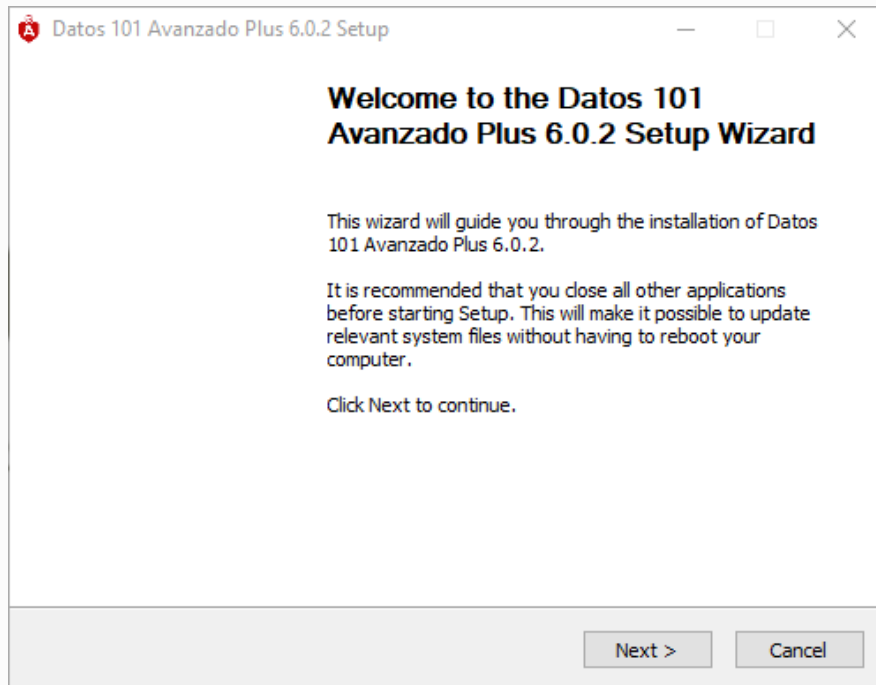 Datos 101 Avanzado Plus 6.0.2 Setup
Welcome to the Datos 101
Avanzado Plus 6.0.2 Setup Wizard
This wizard will guide you through the installation of Datos
101 Avanzado Plus 6.0.2.
It is recommended that you close all other applications
before starting Setup. This will make it possible to update
relevant system files without having to reboot your
computer.
Click Next to continue.
Next >
Cancel